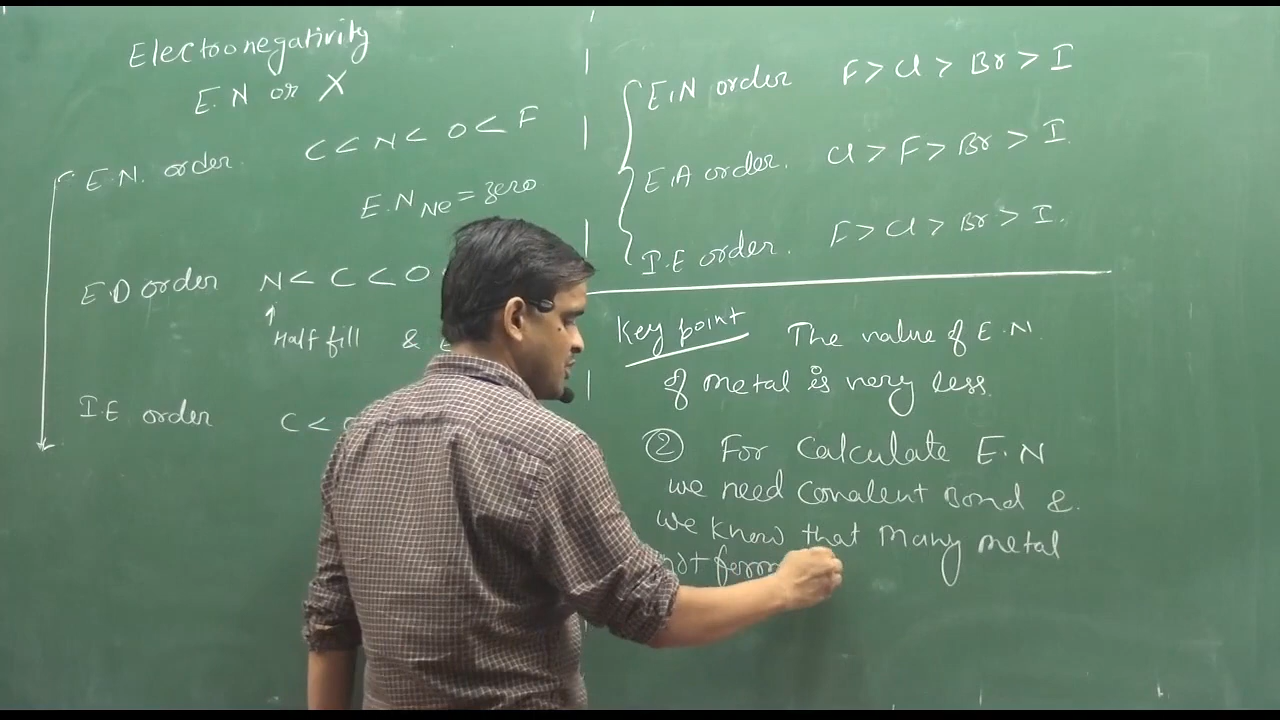 Electronegativity
E.N or X
E.N. order C < N < O < F
E.N Ne = zero
E.D order N < C < O
Half fill &
I.E order C <
E.N order F > Cl > Br > I
E.A order. Cl > F > Br > I.
I.E order. F > Cl > Br > I.
Key point The value of E.N.
of metal is very less.
② For Calculate E.N
we need Covalent Bond &.
we know that Many metal
not form